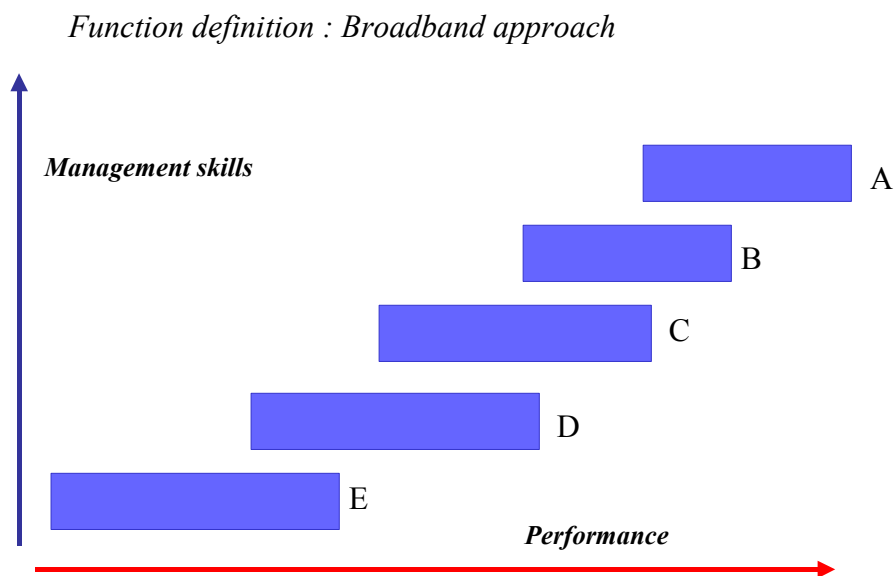 Function definition : Broadband approach
Management skills
A
B
C
D
E
Performance